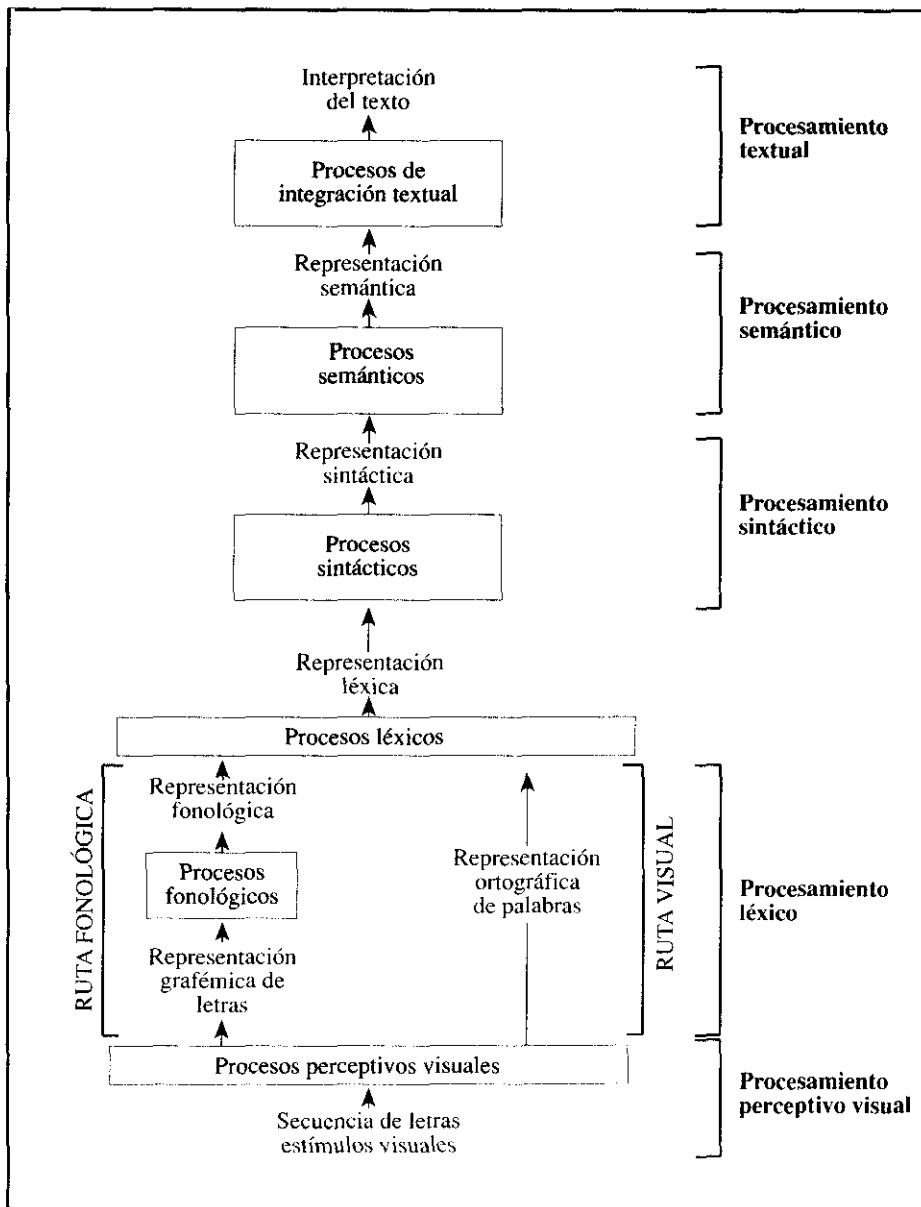 Interpretación
del texto
Procesos de
integración textual
Procesamiento
textual
Representación
semántica
Procesos
semánticos
Procesamiento
semántico
Representación
sintáctica
Procesos
sintácticos
Procesamiento
sintáctico
Representación
léxica
Procesos léxicos
RUTA FONOLÓGICA
Representación
fonológica
Procesos
fonológicos
Representación
grafémica de
letras
Representación
ortográfica
de palabras
RUTA VISUAL
Procesamiento
léxico
Procesos perceptivos visuales
Secuencia de letras
estímulos visuales
Procesamiento
perceptivo visual